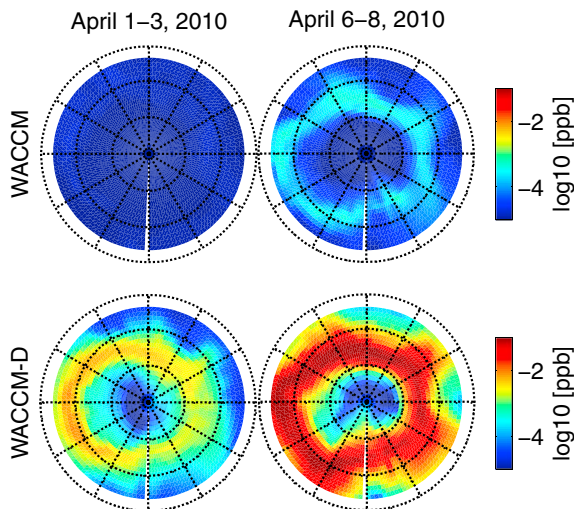 April 1−3, 2010
April 6−8, 2010
WACCM
−2
−4
log10 [ppb]
WACCM-D
−2
−4
log10 [ppb]